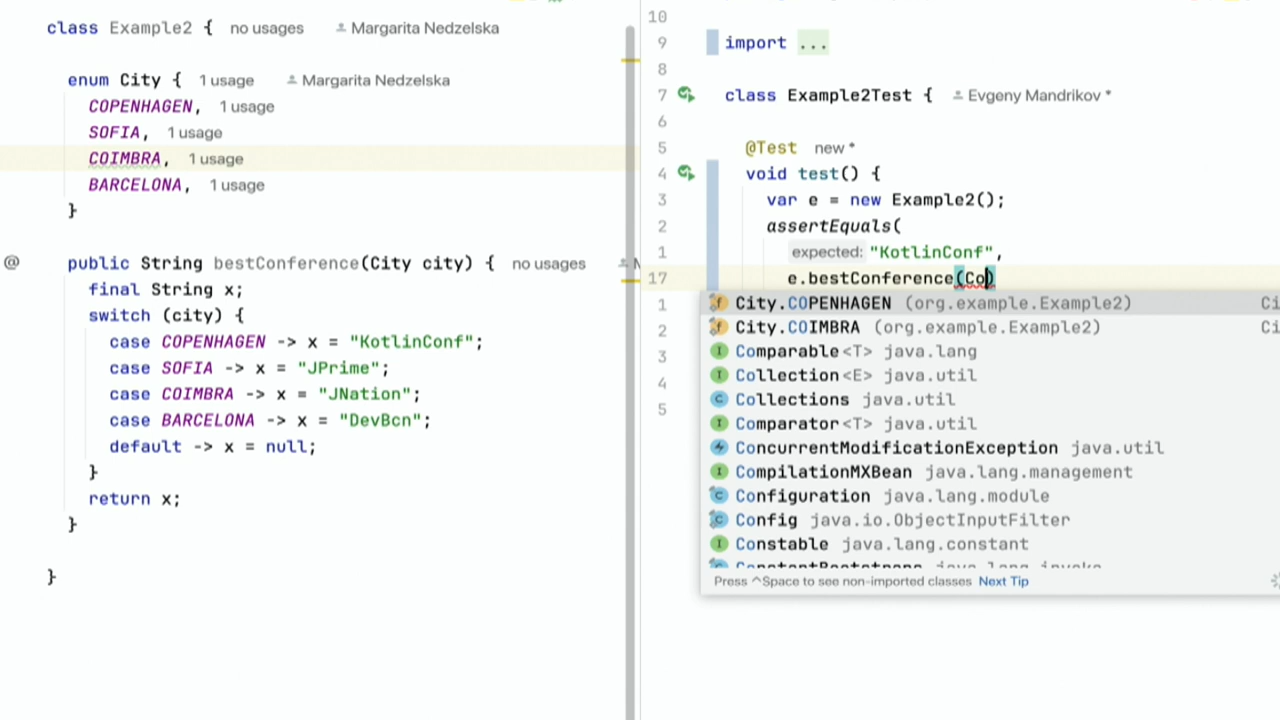 class Example2 { no usages Margarita Nedzelska
enum City { 1 usage Margarita Nedzelska
COPENHAGEN, 1 usage
SOFIA, 1 usage
COIMBRA, 1 usage
BARCELONA, 1 usage
}
@ public String bestConference(City city) { no usages
final String x;
switch (city) {
case COPENHAGEN -> x = "KotlinConf";
case SOFIA -> x = "JPrime";
case COIMBRA -> x = "JNation";
case BARCELONA -> x = "DevBcn";
default -> x = null;
}
return x;
}
}
10
9 import ...
8
7 class Example2Test { Evgeny Mandrikov *
6
5 @Test new *
4 void test() {
3 var e = new Example2();
2 assertEquals(
1 expected: "KotlinConf",
17 e.bestConference(Co)
1 City.COPENHAGEN (org.example.Example2) Ci
2 City.COIMBRA (org.example.Example2) Ci
3 Comparable<T> java.lang
4 Collection<E> java.util
5 Collections java.util
Comparator<T> java.util
ConcurrentModificationException java.util
CompilationMXBean java.lang.management
Configuration java.lang.module
Config java.io.ObjectInputFilter
Constable java.lang.constant
Press ^Space to see non-imported classes Next Tip